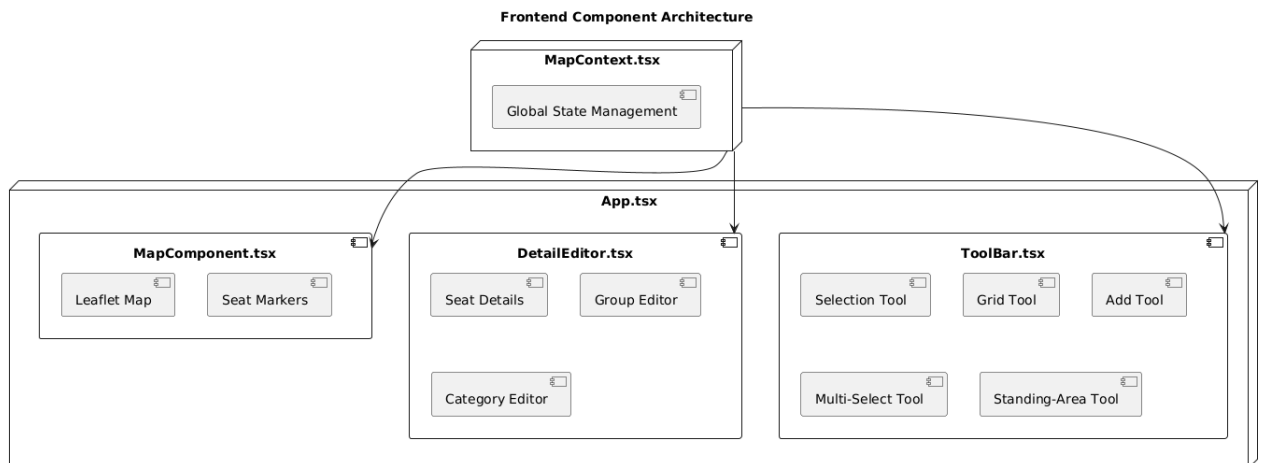 Frontend Component Architecture
MapContext.tsx
Global State Management
App.tsx
MapComponent.tsx
Leaflet Map
Seat Markers
DetailEditor.tsx
Seat Details
Group Editor
Category Editor
ToolBar.tsx
Selection Tool
Grid Tool
Add Tool
Multi-Select Tool
Standing-Area Tool